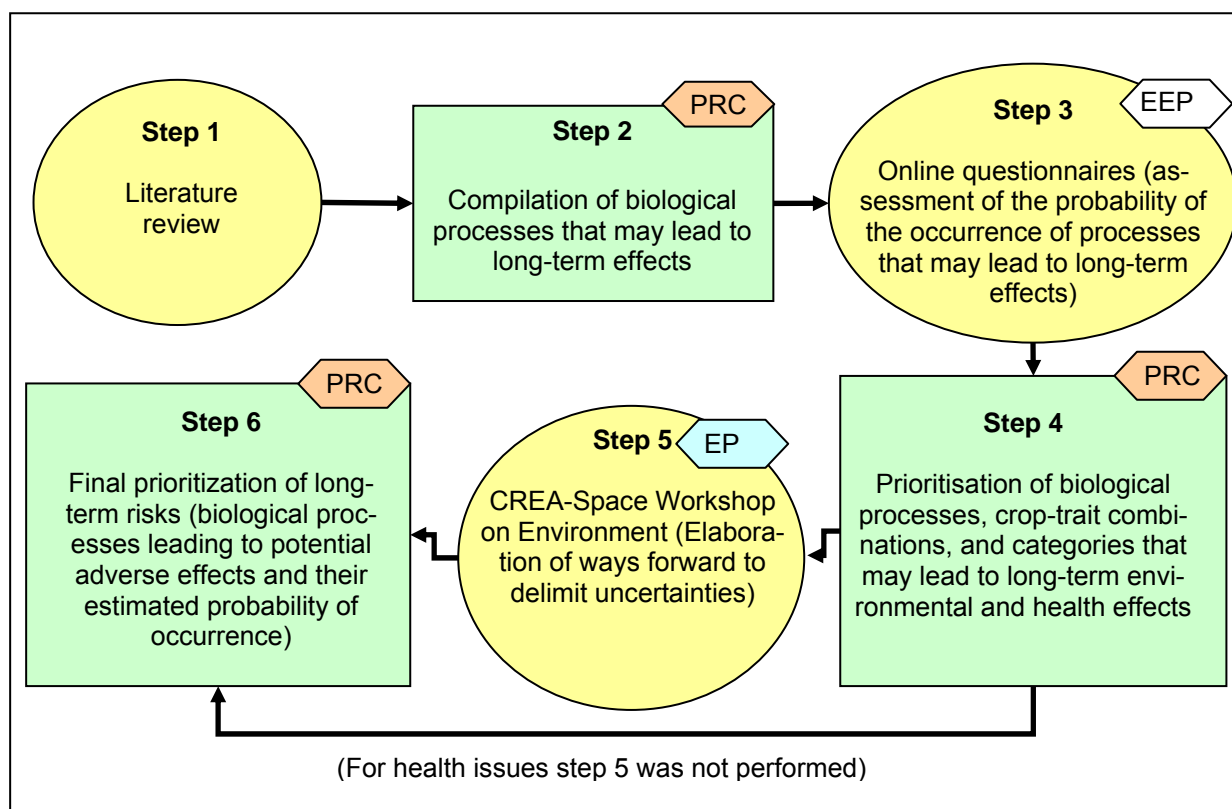 Step 1
Literature
review
PRC
Step 2
Compilation of biological
processes that may lead to
long-term effects
EEP
Step 3
Online questionnaires (as-
sessment of the probability of
the occurrence of processes
that may lead to long-term
effects)
PRC
Step 4
Prioritisation of biological
processes, crop-trait combi-
nations, and categories that
may lead to long-term envi-
ronmental and health effects
EP
Step 5
CREA-Space Workshop
on Environment (Elabora-
tion of ways forward to
delimit uncertainties)
PRC
Step 6
Final prioritization of long-
term risks (biological proc-
esses leading to potential
adverse effects and their
estimated probability of
occurrence)
(For health issues step 5 was not performed)